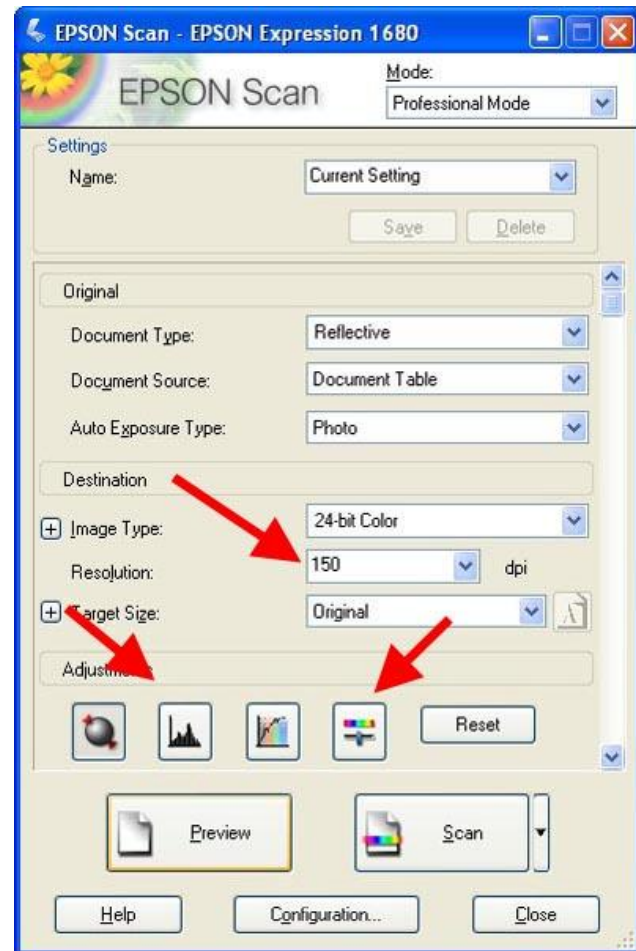 EPSON Scan - EPSON Expression 1680
EPSON Scan
Mode:
Professional Mode
Settings
Name:
Current Setting
Save
Delete
Original
Document Type:
Reflective
Document Source:
Document Table
Auto Exposure Type:
Photo
Destination
Image Type:
24-bit Color
Resolution:
150
dpi
Target Size:
Original
Adjustments
Reset
Preview
Scan
Help
Configuration...
Close